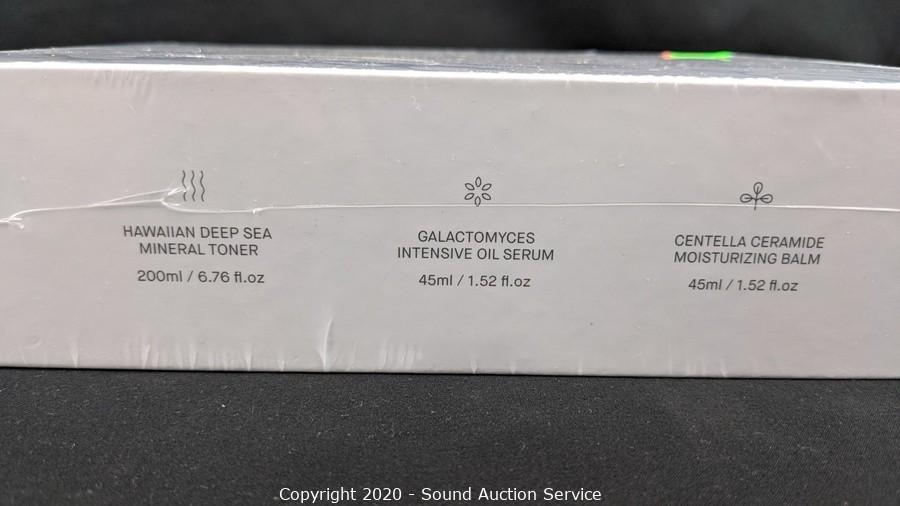 HAWAIIAN DEEP SEA
MINERAL TONER
200ml / 6.76 fl.oz
GALACTOMYCES
INTENSIVE OIL SERUM
45ml / 1.52 fl.oz
CENTELLA CERAMIDE
MOISTURIZING BALM
45ml / 1.52 fl.oz
Copyright 2020 - Sound Auction Service